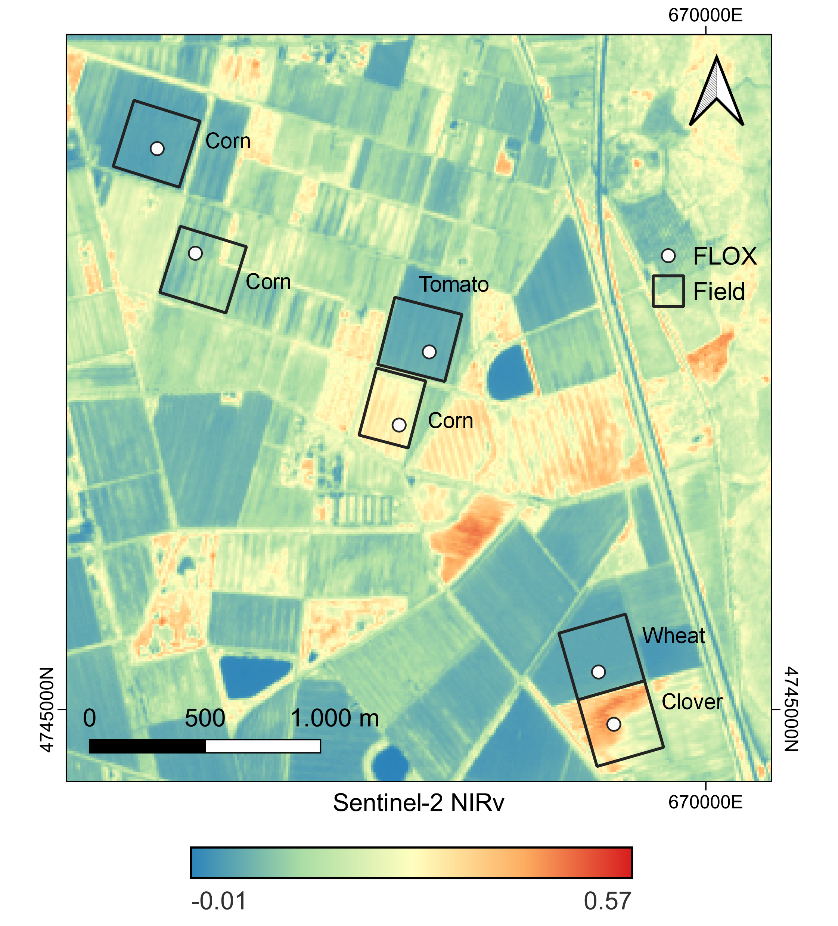 670000E
Corn
FLOX
Corn
Tomato
Field
Corn
Wheat
Clover
4745000N
4745000N
0 500 1.000 m
Sentinel-2 NIRv
670000E
-0.01 0.57